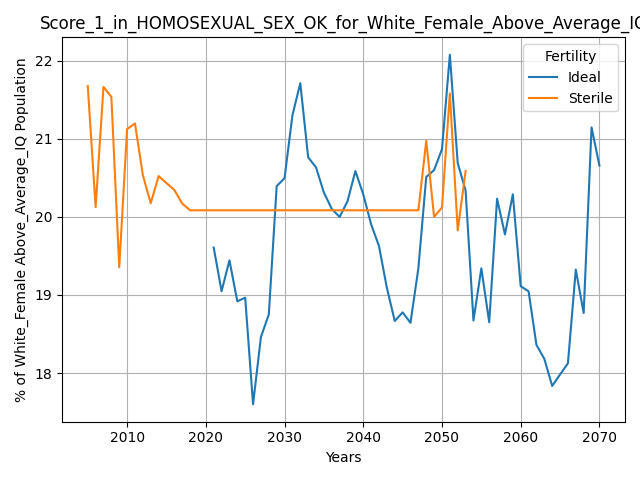 Score_1_in_HOMOSEXUAL_SEX_OK_for_White_Female_Above_Average_IQ
% of White_Female Above_Average_IQ Population
22
21
20
19
18
Fertility
Ideal
Sterile
2010 2020 2030 2040 2050 2060 2070
Years